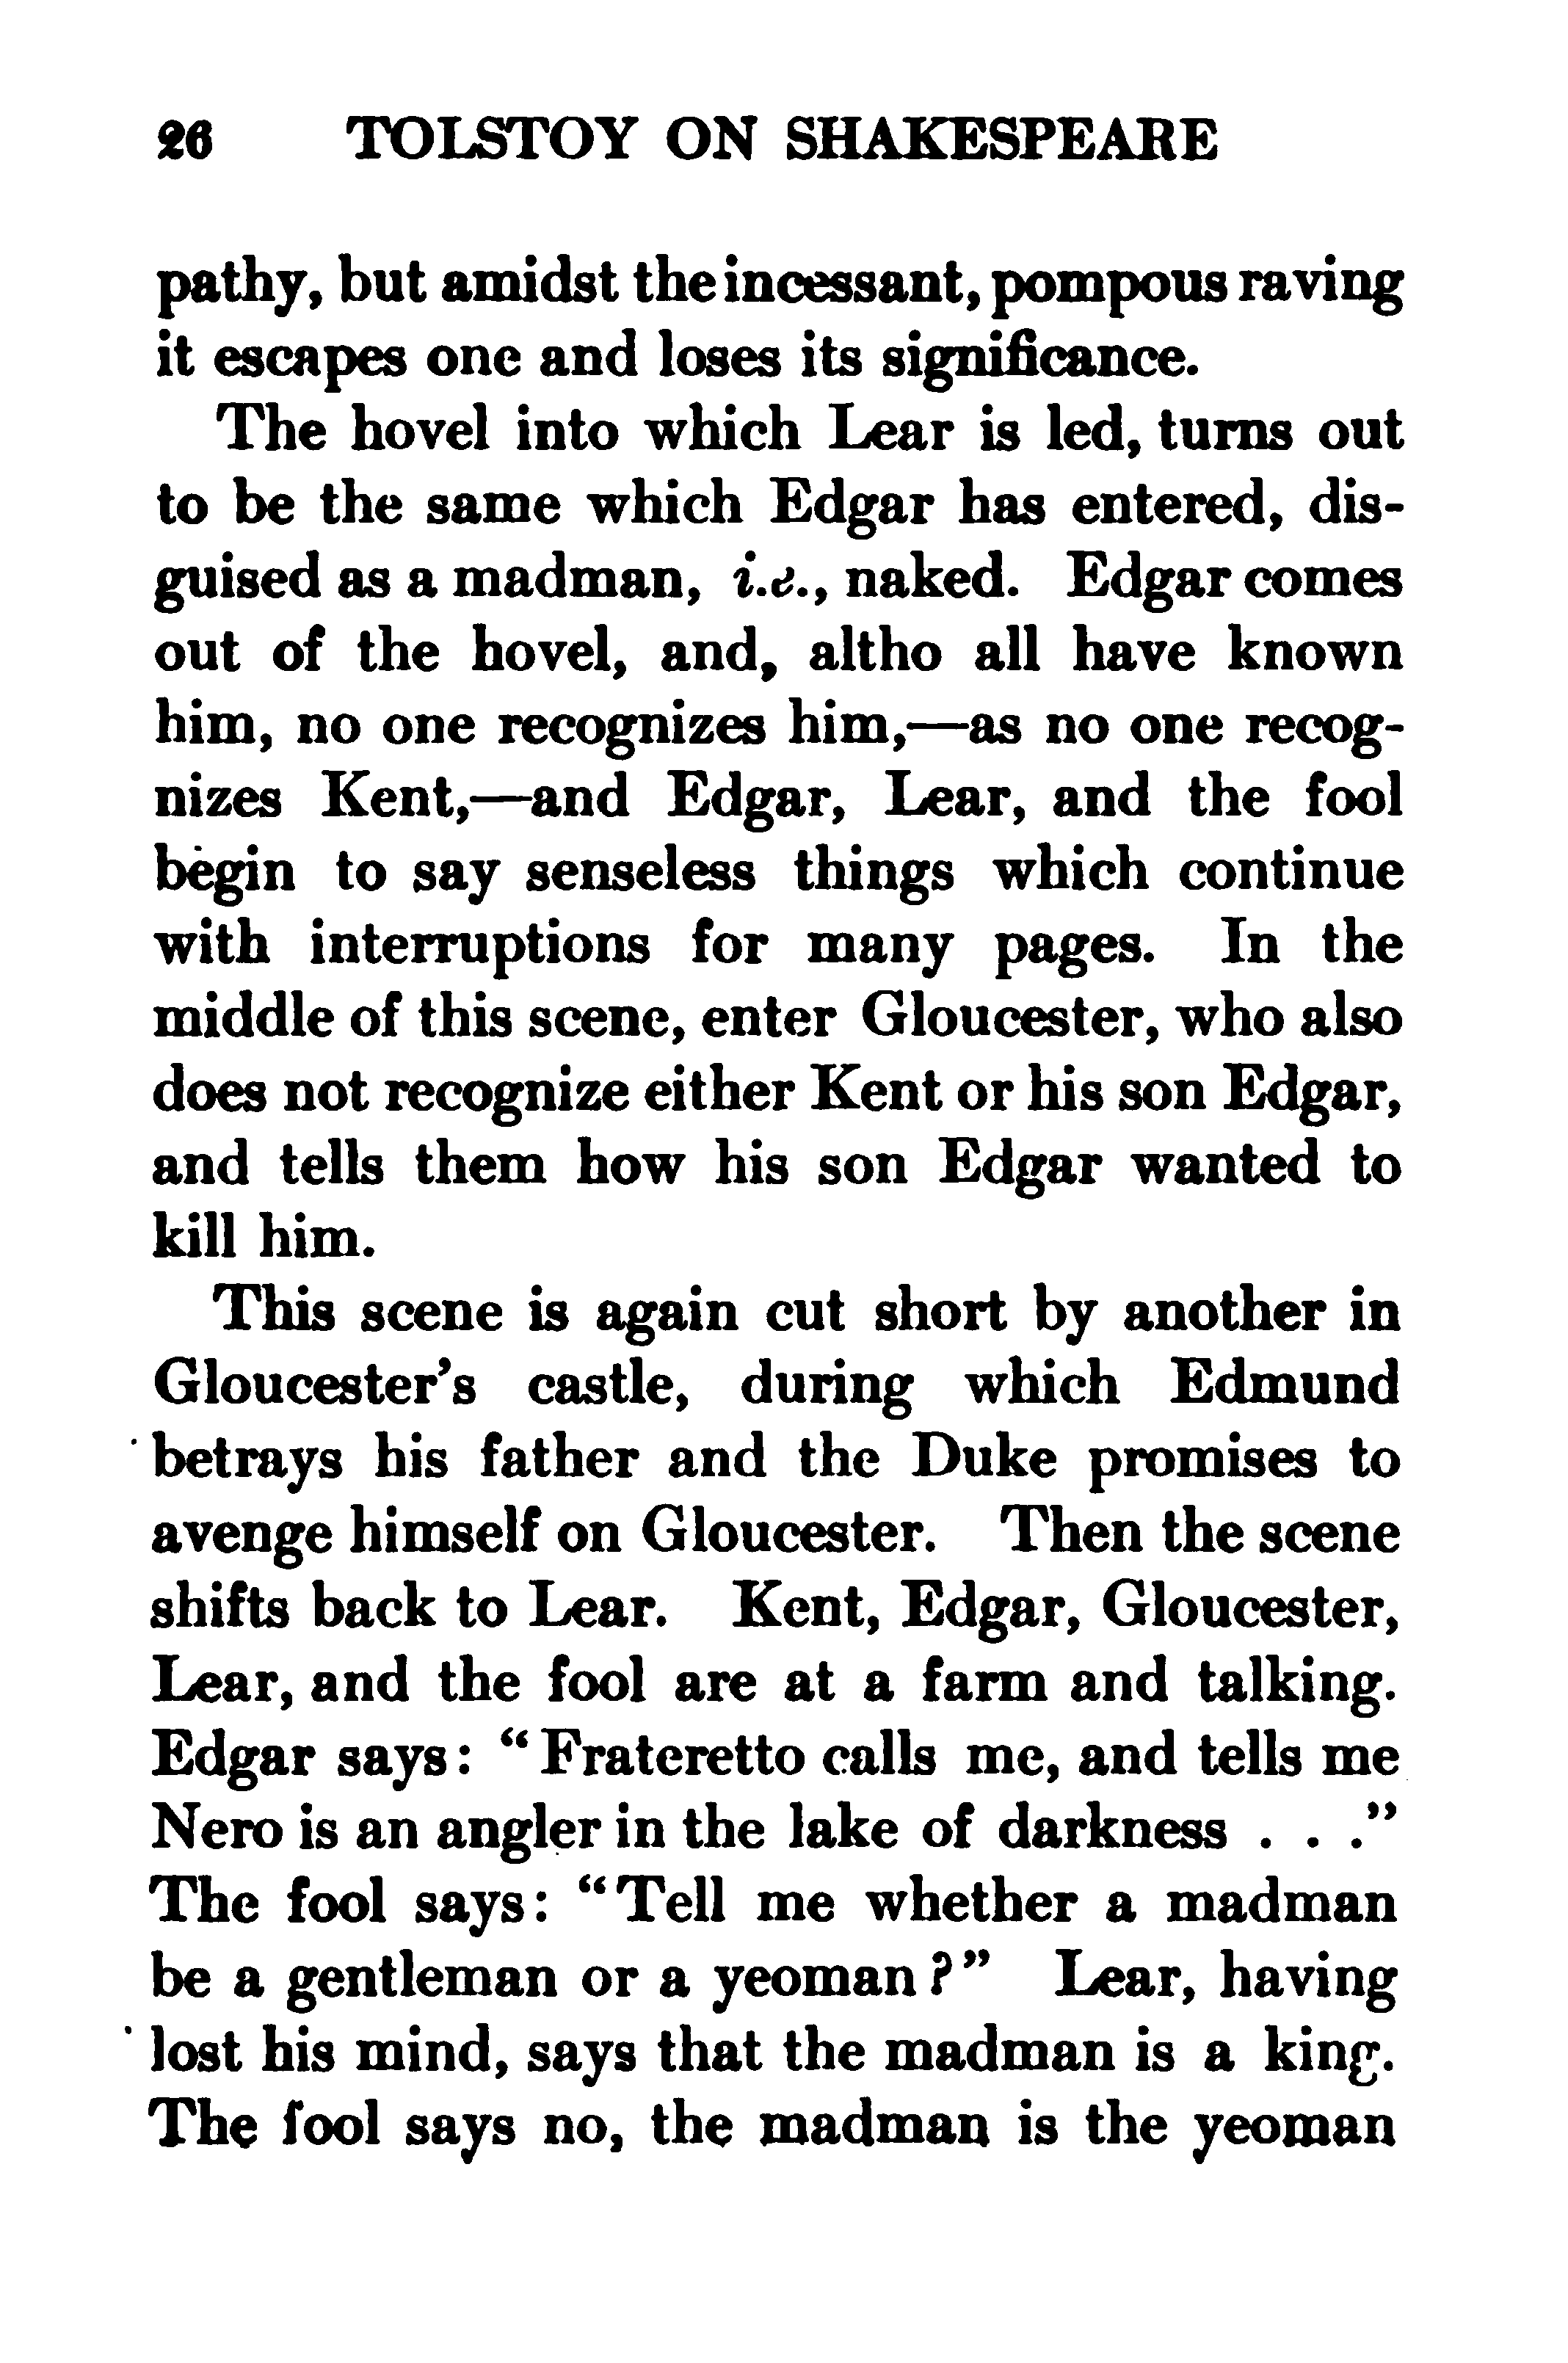 26 TOLSTOY ON SHAKESPEARE
pathy, but amidst the incessant, pompous raving
it escapes one and loses its significance.
The hovel into which Lear is led, turns out
to be the same which Edgar has entered, dis-
guised as a madman, i.e., naked. Edgar comes
out of the hovel, and, altho all have known
him, no one recognizes him,—as no one recog-
nizes Kent,—and Edgar, Lear, and the fool
begin to say senseless things which continue
with interruptions for many pages. In the
middle of this scene, enter Gloucester, who also
does not recognize either Kent or his son Edgar,
and tells them how his son Edgar wanted to
kill him.
This scene is again cut short by another in
Gloucester's castle, during which Edmund
betrays his father and the Duke promises to
avenge himself on Gloucester. Then the scene
shifts back to Lear. Kent, Edgar, Gloucester,
Lear, and the fool are at a farm and talking.
Edgar says: “Frateretto calls me, and tells me
Nero is an angler in the lake of darkness . . .”
The fool says: “Tell me whether a madman
be a gentleman or a yeoman?” Lear, having
lost his mind, says that the madman is a king.
The fool says no, the madman is the yeoman